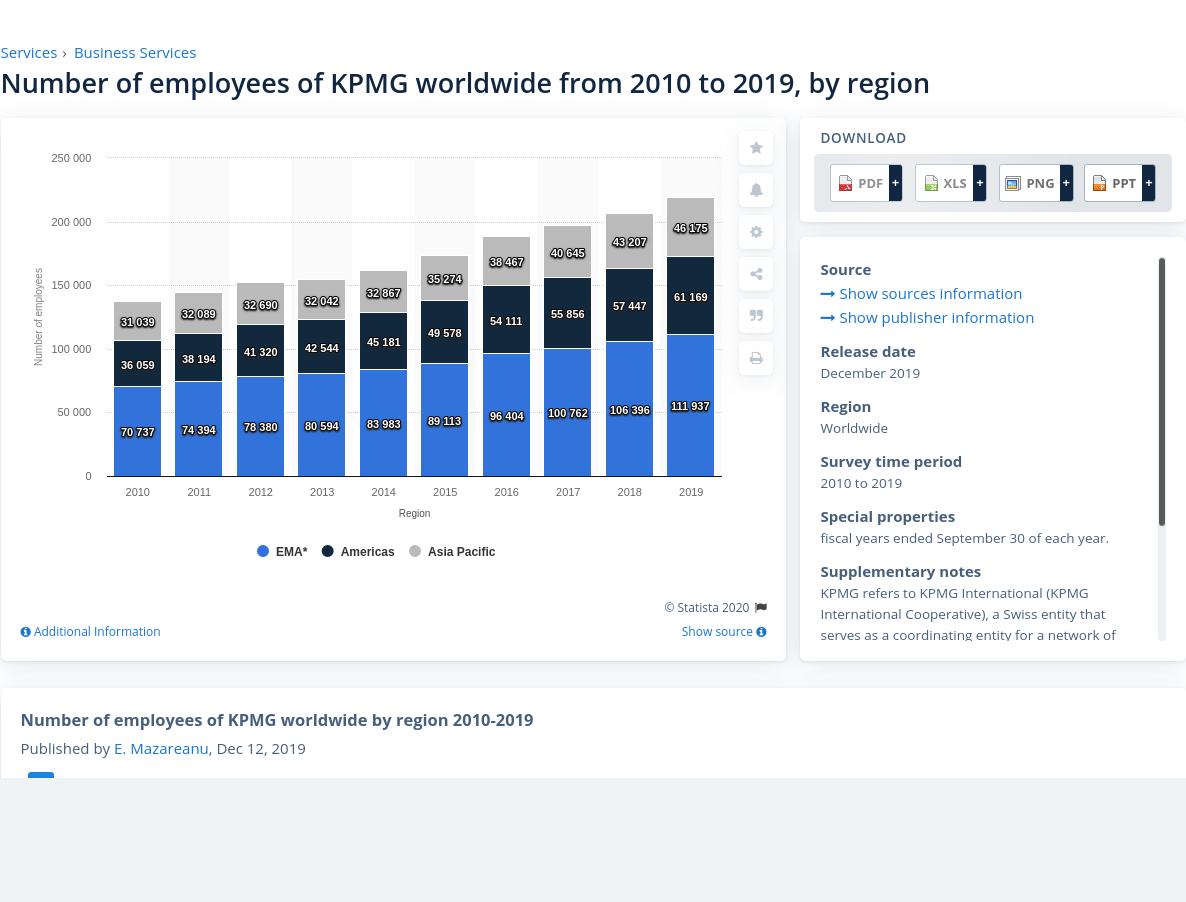 Services › Business Services
Number of employees of KPMG worldwide from 2010 to 2019, by region
250 000
200 000
150 000
100 000
50 000
0
Number of employees
31 039
32 089
32 690
32 042
32 867
35 274
38 467
40 645
43 207
46 175
36 059
38 194
41 320
42 544
45 181
49 578
54 111
55 856
57 447
61 169
70 737
74 394
78 380
80 594
83 983
89 113
96 404
100 762
106 396
111 937
2010 2011 2012 2013 2014 2015 2016 2017 2018 2019
Region
EMA* Americas Asia Pacific
© Statista 2020
Additional Information
Show source
DOWNLOAD
PDF + XLS + PNG + PPT +
Source
Show sources information
Show publisher information
Release date
December 2019
Region
Worldwide
Survey time period
2010 to 2019
Special properties
fiscal years ended September 30 of each year.
Supplementary notes
KPMG refers to KPMG International (KPMG
International Cooperative), a Swiss entity that
serves as a coordinating entity for a network of
Number of employees of KPMG worldwide by region 2010-2019
Published by E. Mazareanu, Dec 12, 2019